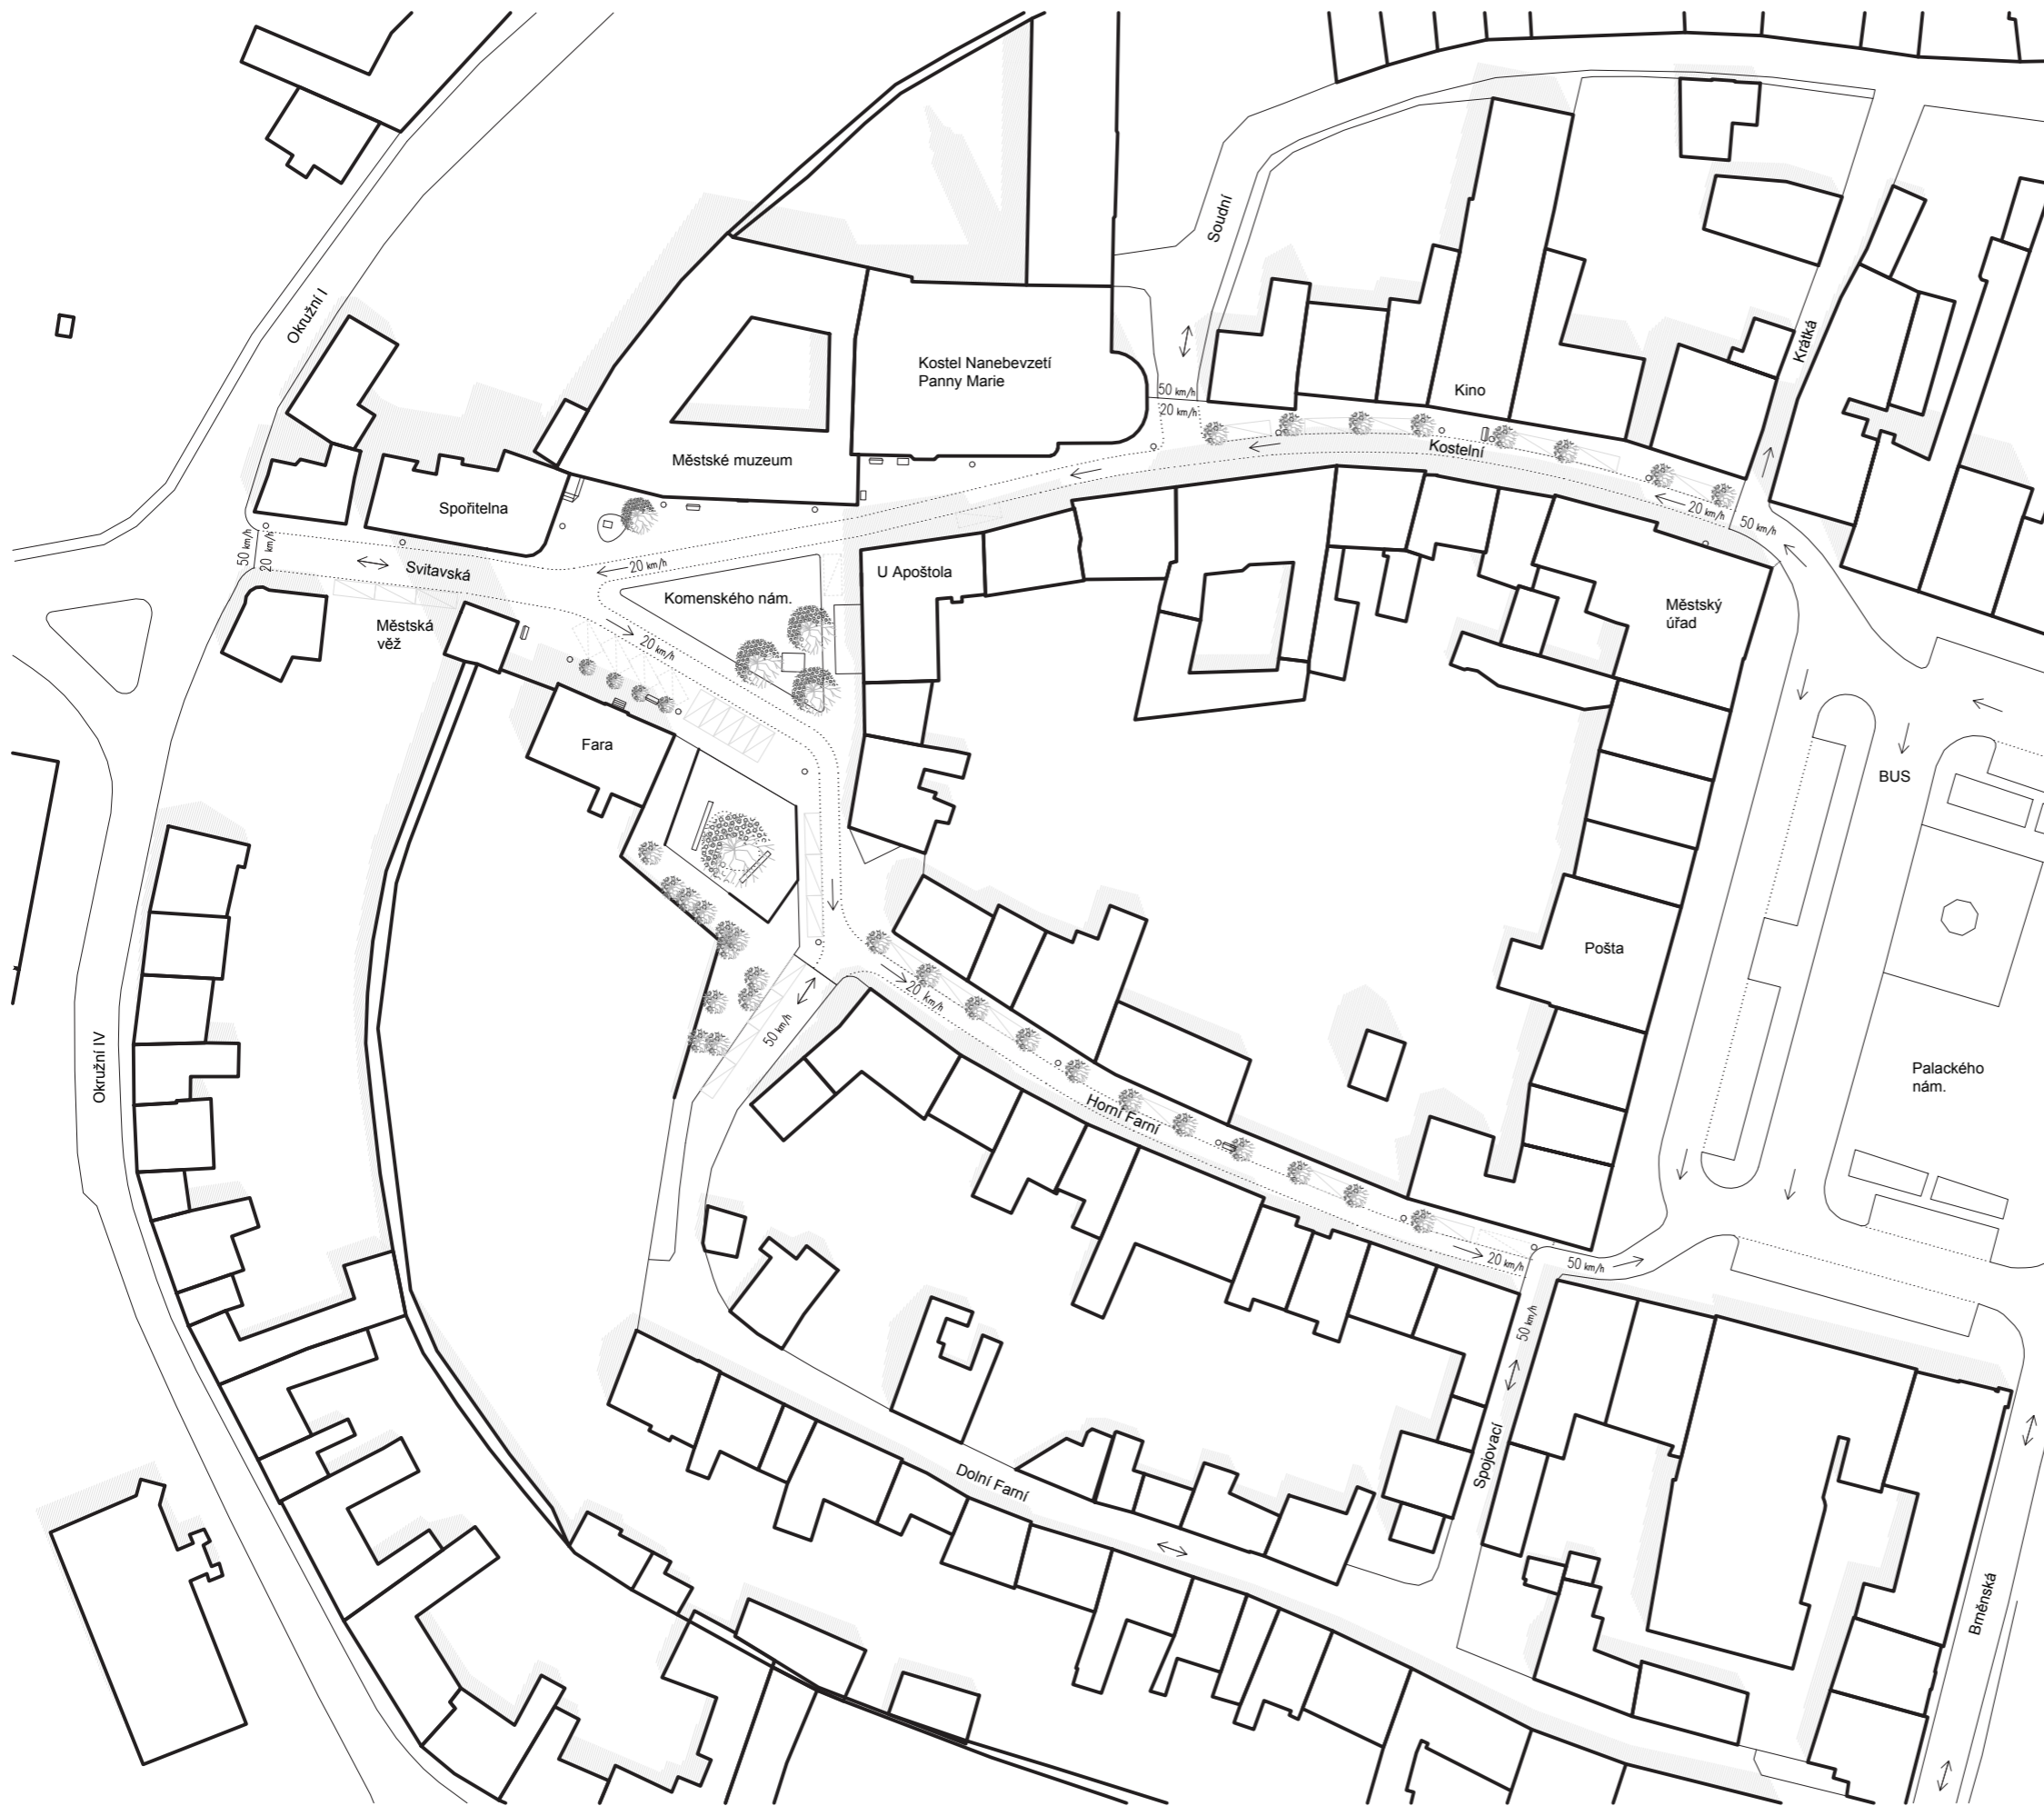 Soudní
Okružní I
Krátká
Kostel Nanebevzetí
Panny Marie
50 km/h
20 km/h
Kino
Kostelní
Městské muzeum
Spořitelna
20 km/h
50 km/h
50 km/h
20 km/h
Svitavská
20 km/h
U Apoštola
Komenského nám.
Městský
úřad
Městská
věž
20 km/h
Fara
BUS
Pošta
20 km/h
50 km/h
Okružní IV
Palackého
nám.
Horní Farní
20 km/h
50 km/h
50 km/h
Spojovací
Dolní Farní
Brněnská